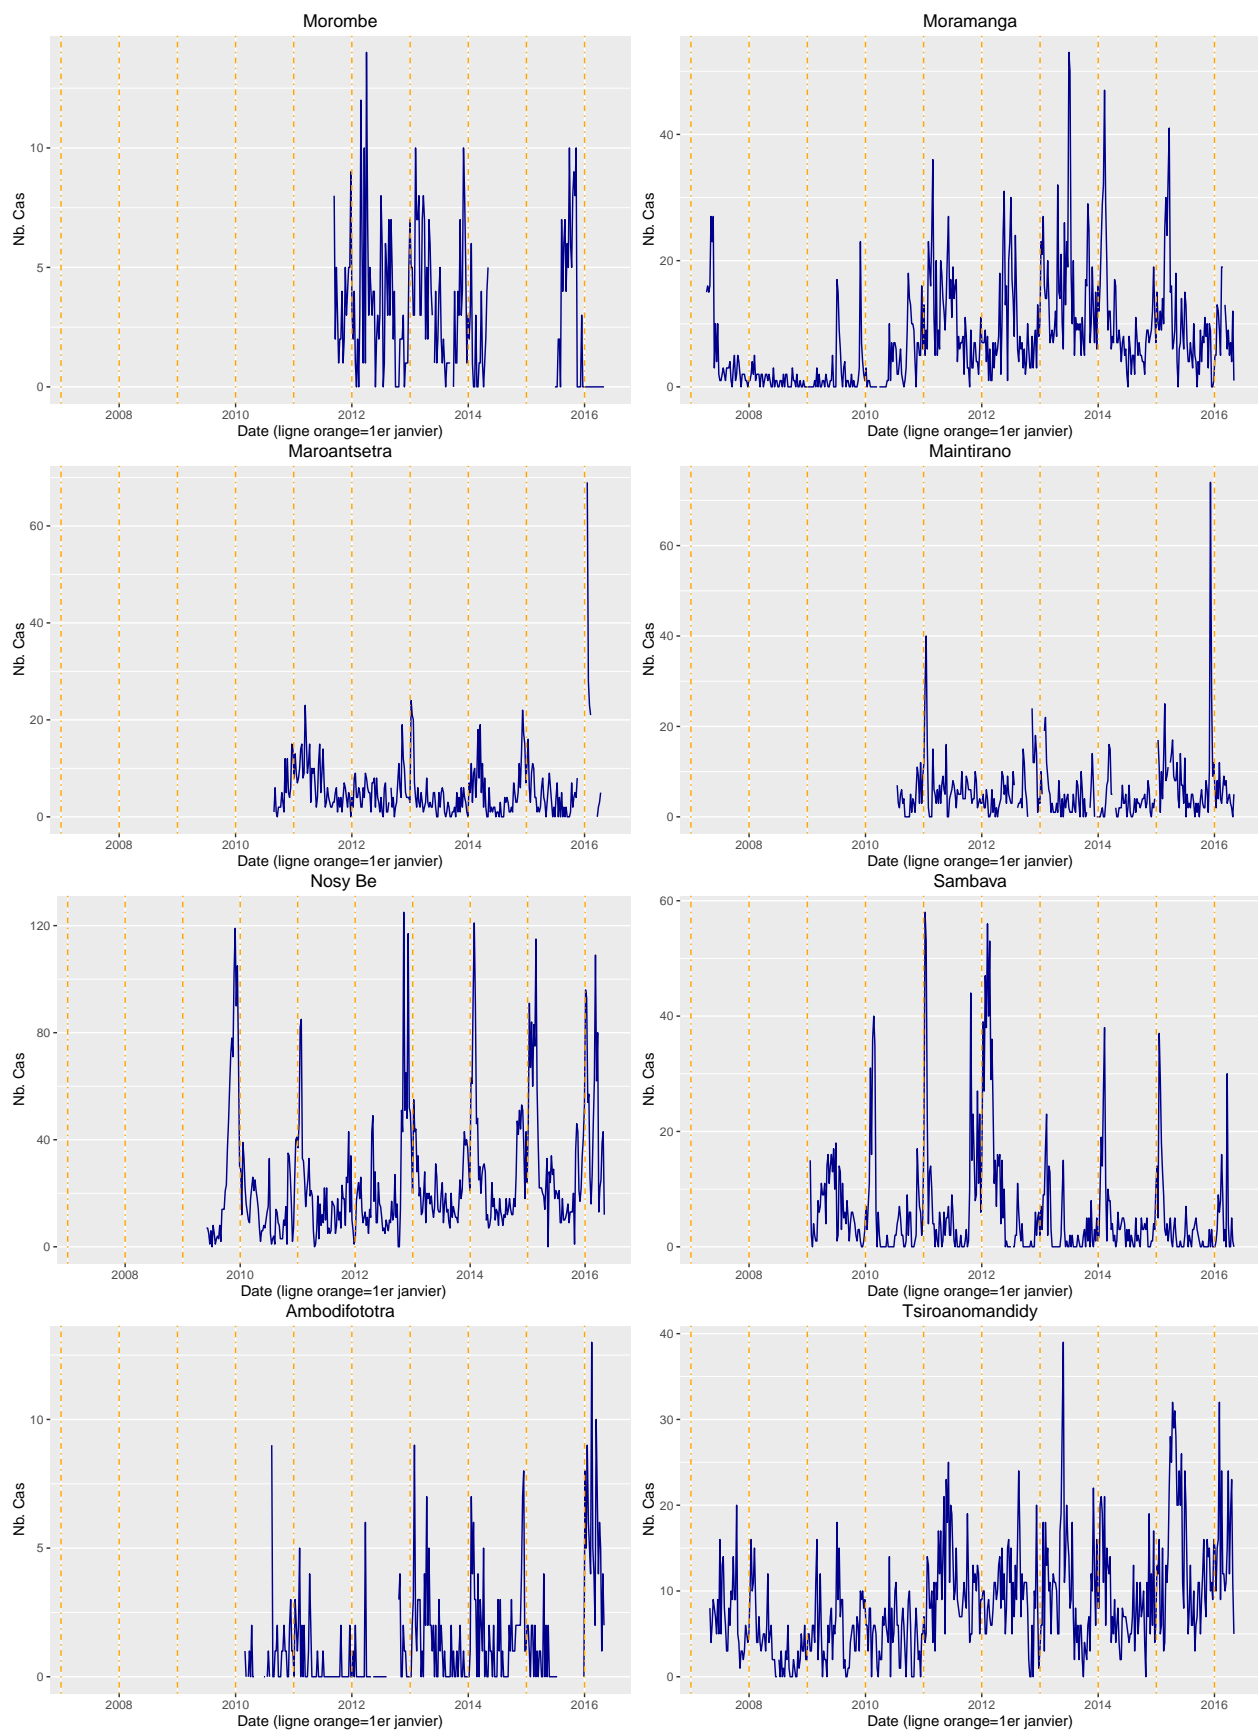 Morombe
Nb. Cas
10
5
0
2008 2010 2012 2014 2016
Date (ligne orange=1er janvier)
Moramanga
Nb. Cas
40
20
0
2008 2010 2012 2014 2016
Date (ligne orange=1er janvier)
Maroantsetra
Nb. Cas
60
40
20
0
2008 2010 2012 2014 2016
Date (ligne orange=1er janvier)
Maintirano
Nb. Cas
60
40
20
0
2008 2010 2012 2014 2016
Date (ligne orange=1er janvier)
Nosy Be
Nb. Cas
120
80
40
0
2008 2010 2012 2014 2016
Date (ligne orange=1er janvier)
Sambava
Nb. Cas
60
40
20
0
2008 2010 2012 2014 2016
Date (ligne orange=1er janvier)
Ambodifototra
Nb. Cas
10
5
0
2008 2010 2012 2014 2016
Date (ligne orange=1er janvier)
Tsiroanomandidy
Nb. Cas
40
30
20
10
0
2008 2010 2012 2014 2016
Date (ligne orange=1er janvier)